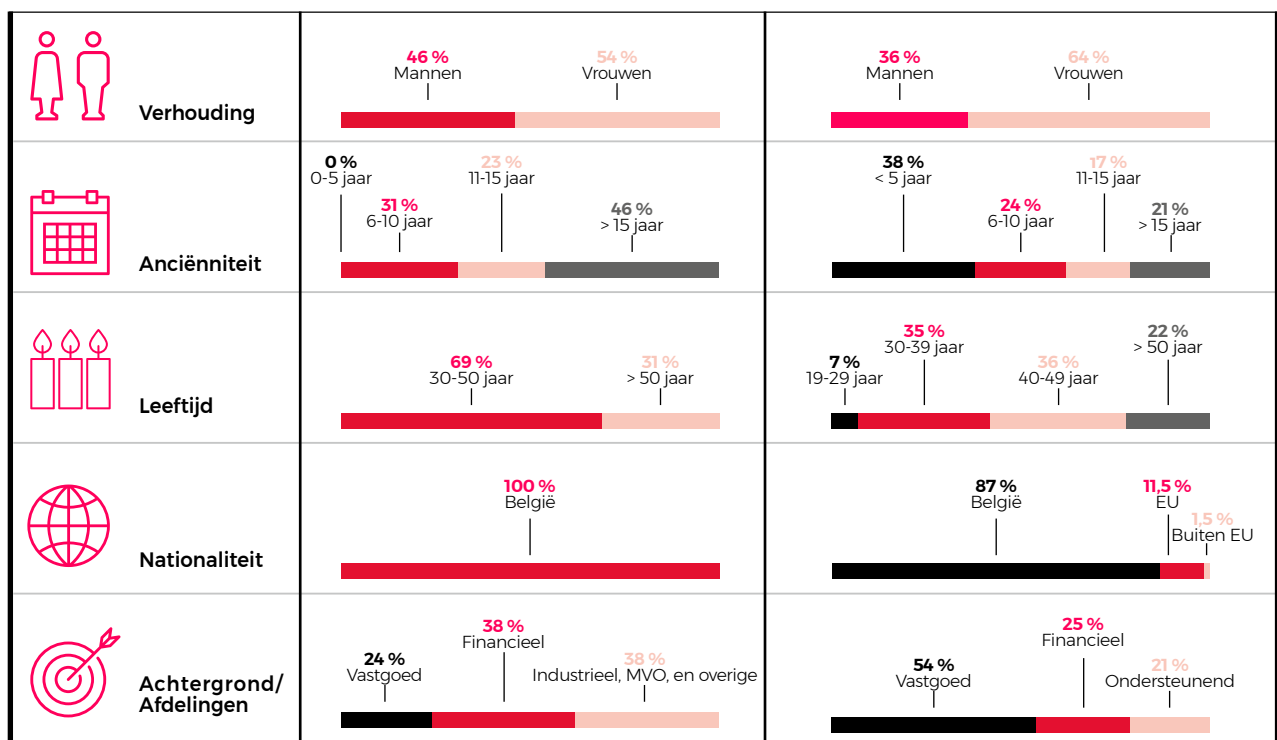 Verhouding
46 %
Mannen
54 %
Vrouwen
36 %
Mannen
64 %
Vrouwen
Anciënniteit
0 %
0-5 jaar
31 %
6-10 jaar
23 %
11-15 jaar
46 %
> 15 jaar
38 %
< 5 jaar
24 %
6-10 jaar
17 %
11-15 jaar
21 %
> 15 jaar
Leeftijd
69 %
30-50 jaar
31 %
> 50 jaar
7 %
19-29 jaar
35 %
30-39 jaar
36 %
40-49 jaar
22 %
> 50 jaar
Nationaliteit
100 %
België
87 %
België
11,5 %
EU
1,5 %
Buiten EU
Achtergrond/
Afdelingen
24 %
Vastgoed
38 %
Financieel
38 %
Industrieel, MVO, en overige
54 %
Vastgoed
25 %
Financieel
21 %
Ondersteunend